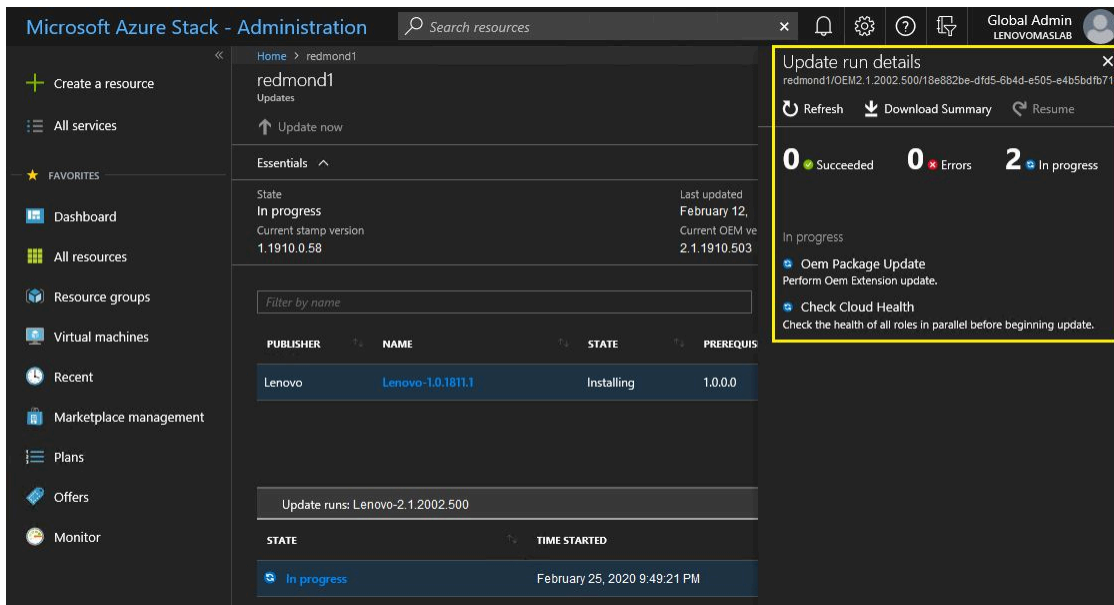 Microsoft Azure Stack - Administration
Search resources
Global Admin
LENOVOMASLAB
Create a resource
All services
FAVORITES
Dashboard
All resources
Resource groups
Virtual machines
Recent
Marketplace management
Plans
Offers
Monitor
Home > redmond1
redmond1
Updates
Update now
Essentials
State
In progress
Current stamp version
1.1910.0.58
Last updated
February 12,
Current OEM ve
2.1.1910.503
Filter by name
PUBLISHER NAME STATE PREREQUIS
Lenovo Lenovo-1.0.1811.1 Installing 1.0.0.0
Update runs: Lenovo-2.1.2002.500
STATE TIME STARTED
In progress February 25, 2020 9:49:21 PM
Update run details
redmond1/OEM2.1.2002.500/18e882be-dfd5-6b4d-e505-e4b5bdfb71
Refresh Download Summary Resume
0 Succeeded 0 Errors 2 In progress
In progress
Oem Package Update
Perform Oem Extension update.
Check Cloud Health
Check the health of all roles in parallel before beginning update.